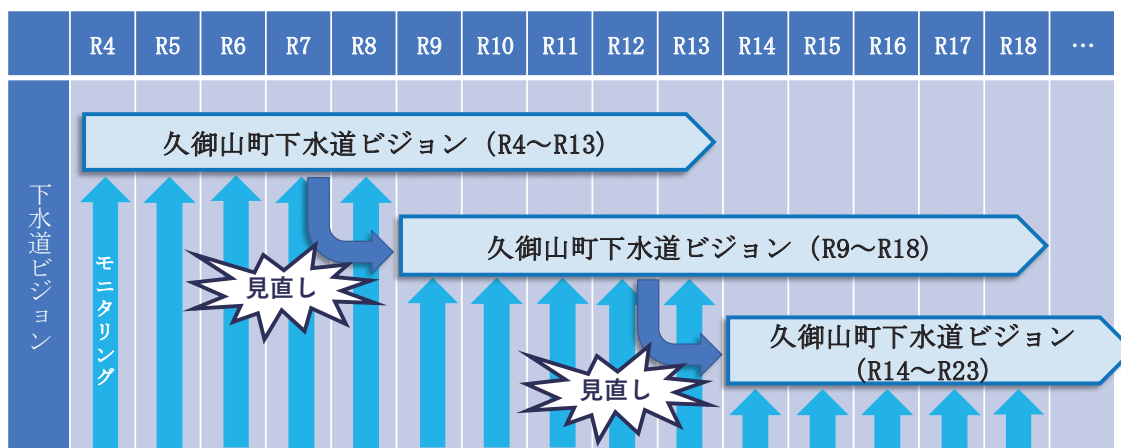 R4 R5 R6 R7 R8 R9 R10 R11 R12 R13 R14 R15 R16 R17 R18 …
下水道ビジョン
久御山町下水道ビジョン（R4～R13）
モニタリング
見直し
久御山町下水道ビジョン（R9～R18）
見直し
久御山町下水道ビジョン
（R14～R23）